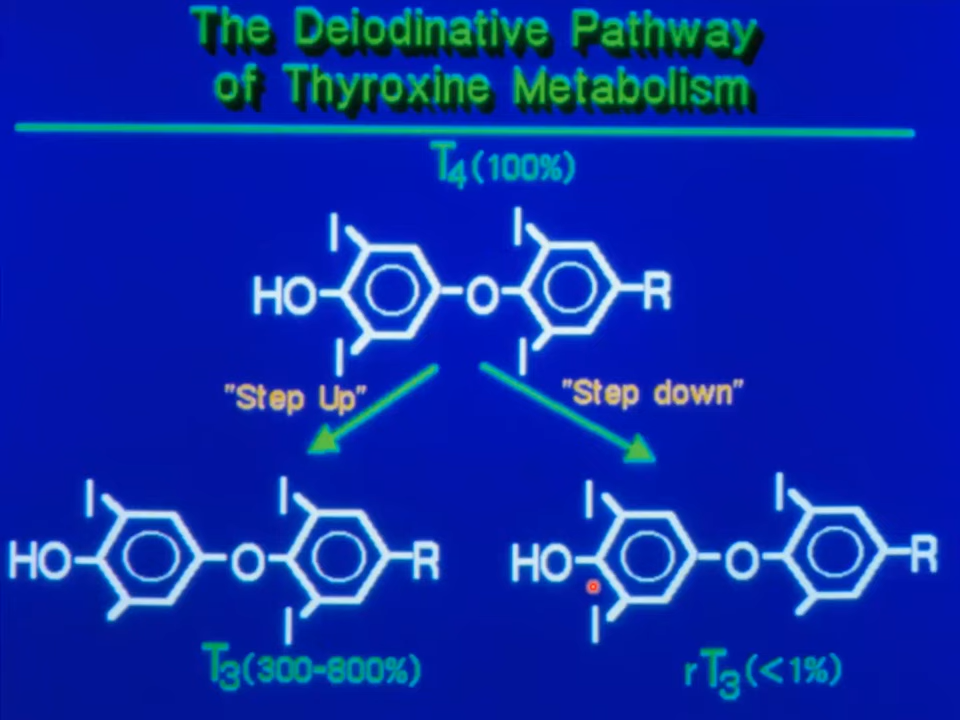 The Deiodinative Pathway
of Thyroxine Metabolism
T4 (100%)
I I
HO O R
I I
"Step Up" "Step down"
I I I I
HO O R HO O R
I I
T3 (300-800%) rT3 (<1%)